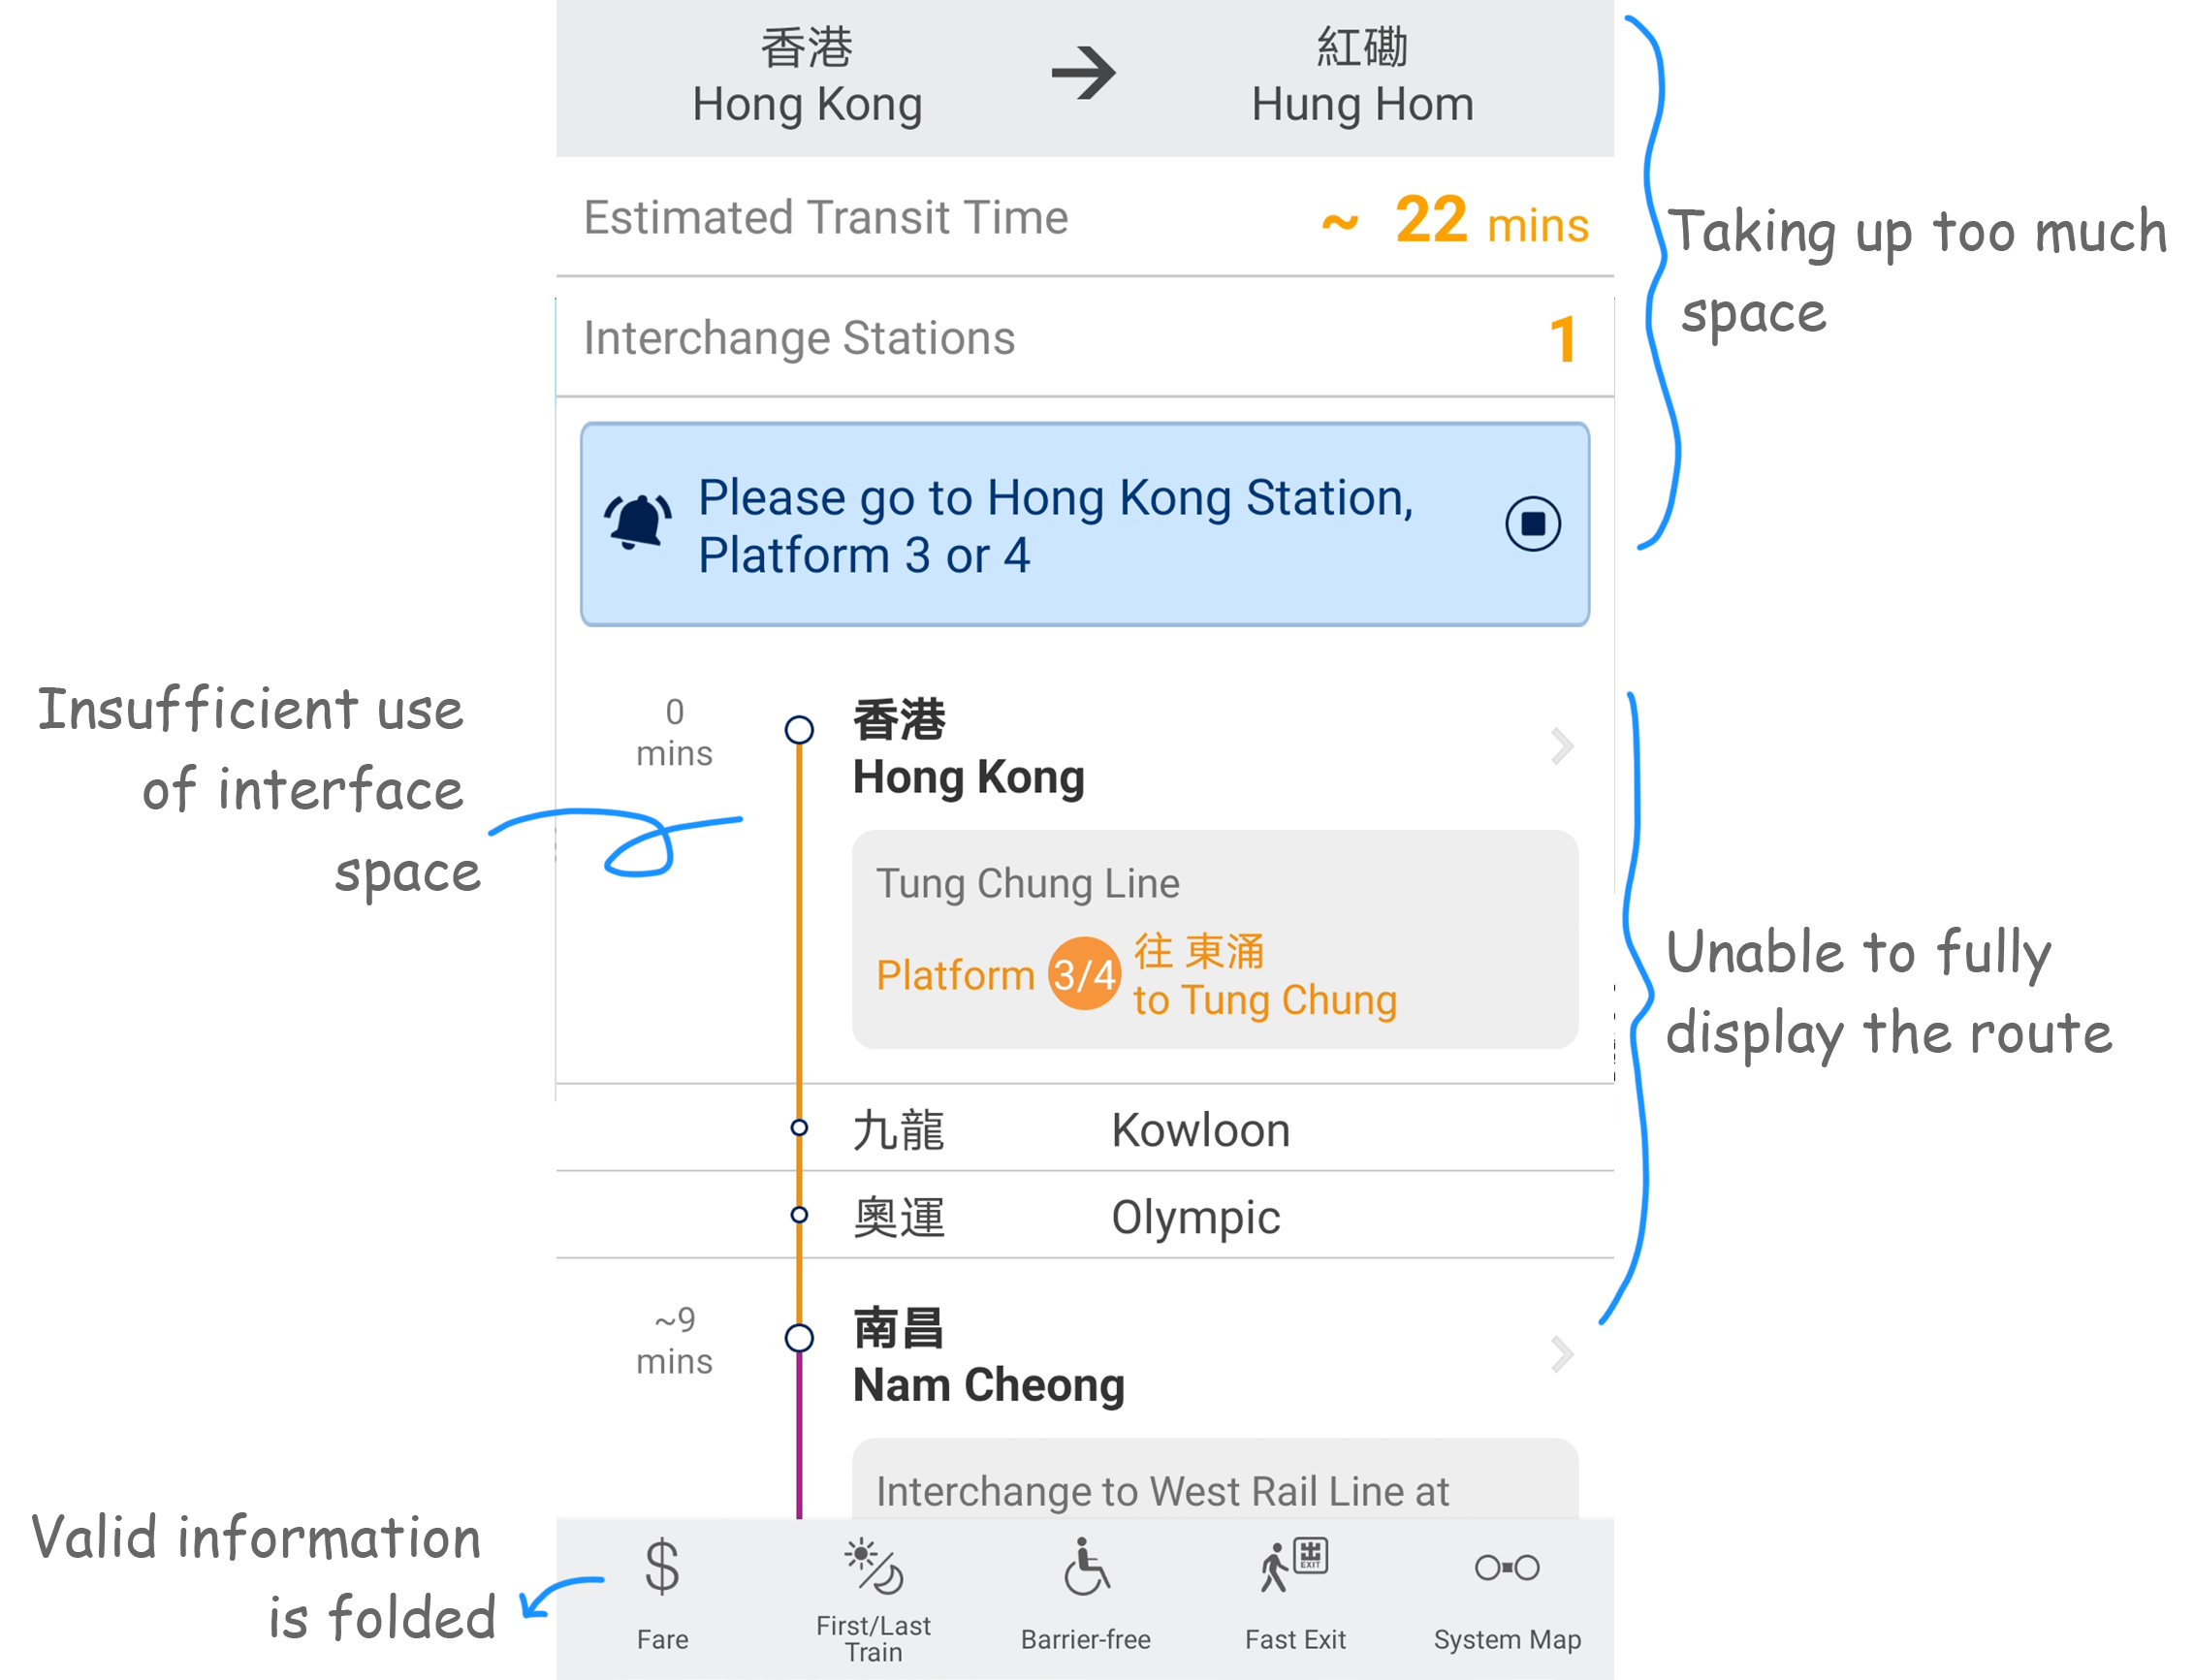 香港
Hong Kong
紅磡
Hung Hom
Estimated Transit Time ~ 22 mins
Interchange Stations 1
Taking up too much
space
Please go to Hong Kong Station,
Platform 3 or 4
Insufficient use
of interface
space
0
mins
香港
Hong Kong
Tung Chung Line
Platform 3/4 往 東涌
to Tung Chung
Unable to fully
display the route
九龍 Kowloon
奧運 Olympic
~9
mins
南昌
Nam Cheong
Interchange to West Rail Line at
Valid information
is folded
EXIT
Fare
First/Last
Train
Barrier-free
Fast Exit
System Map